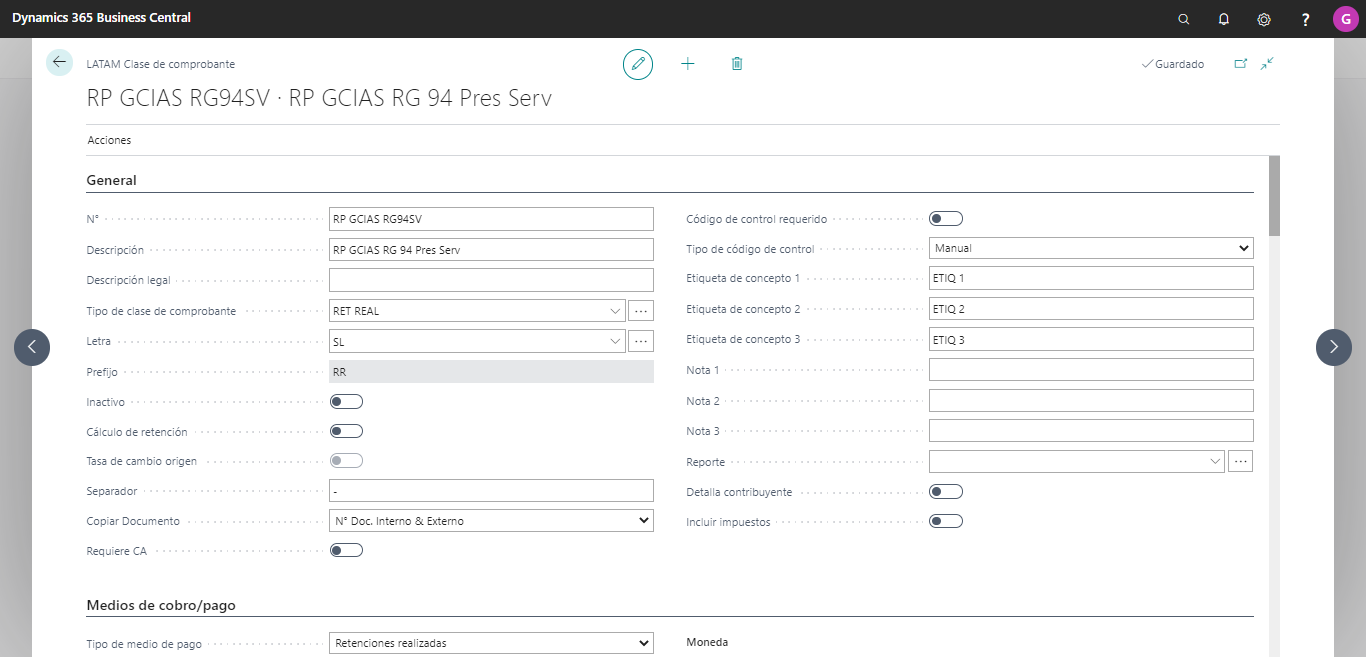 Dynamics 365 Business Central
?
G
LATAM Clase de comprobante
Guardado
RP GCIAS RG94SV · RP GCIAS RG 94 Pres Serv
Acciones
General
N° RP GCIAS RG94SV
Descripción RP GCIAS RG 94 Pres Serv
Descripción legal
Tipo de clase de comprobante RET REAL
Letra SL
Prefijo RR
Inactivo
Cálculo de retención
Tasa de cambio origen
Separador -
Copiar Documento N° Doc. Interno & Externo
Requiere CA
Código de control requerido
Tipo de código de control Manual
Etiqueta de concepto 1 ETIQ 1
Etiqueta de concepto 2 ETIQ 2
Etiqueta de concepto 3 ETIQ 3
Nota 1
Nota 2
Nota 3
Reporte
Detalla contribuyente
Incluir impuestos
Medios de cobro/pago
Tipo de medio de pago Retenciones realizadas
Moneda